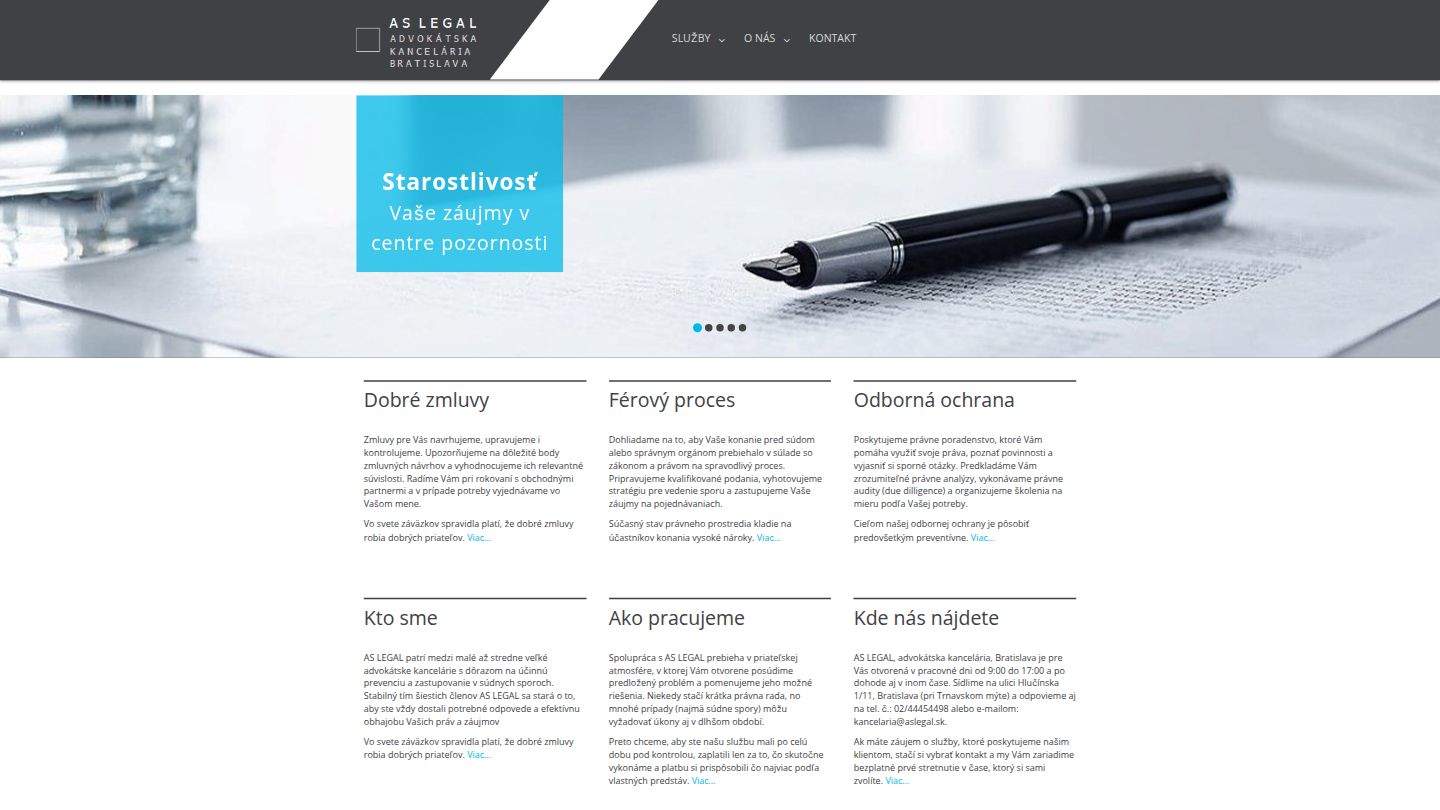 AS LEGAL
ADVOKÁTSKA
KANCELÁRIA
BRATISLAVA
SLUŽBY
O NÁS
KONTAKT
Starostlivosť
Vaše záujmy v
centre pozornosti
Dobré zmluvy
Zmluvy pre Vás navrhujeme, upravujeme i
kontrolujeme. Upozorňujeme na dôležité body
zmluvných návrhov a vyhodnocujeme ich relevantné
súvislosti. Radíme Vám pri rokovaní s obchodnými
partnermi a v prípade potreby vyjednávame vo
Vašom mene.
Vo svete záväzkov spravidla platí, že dobré zmluvy
robia dobrých priateľov. Viac...
Férový proces
Dohliadame na to, aby Vaše konanie pred súdom
alebo správnym orgánom prebiehalo v súlade so
zákonom a právom na spravodlivý proces.
Pripravujeme kvalifikované podania, vyhotovujeme
stratégiu pre vedenie sporu a zastupujeme Vaše
záujmy na pojednávaniach.
Súčasný stav právneho prostredia kladie na
účastníkov konania vysoké nároky. Viac...
Odborná ochrana
Poskytujeme právne poradenstvo, ktoré Vám
pomáha využiť svoje práva, poznať povinnosti a
vyjasniť si sporné otázky. Predkladáme Vám
zrozumiteľné právne analýzy, vykonávame právne
audity (due dilligence) a organizujeme školenia na
mieru podľa Vašej potreby.
Cieľom našej odbornej ochrany je pôsobiť
predovšetkým preventívne. Viac...
Kto sme
AS LEGAL patrí medzi malé až stredne veľké
advokátske kancelárie s dôrazom na účinnú
prevenciu a zastupovanie v súdnych sporoch.
Stabilný tím šiestich členov AS LEGAL sa stará o to,
aby ste vždy dostali potrebné odpovede a efektívnu
obhajobu Vašich práv a záujmov
Vo svete záväzkov spravidla platí, že dobré zmluvy
robia dobrých priateľov. Viac...
Ako pracujeme
Spolupráca s AS LEGAL prebieha v priateľskej
atmosfére, v ktorej Vám otvorene posúdime
predložený problém a pomenujeme jeho možné
riešenia. Niekedy stačí krátka právna rada, no
mnohé prípady (najmä súdne spory) môžu
vyžadovať úkony aj v dlhšom období.
Preto chceme, aby ste našu službu mali po celú
dobu pod kontrolou, zaplatili len za to, čo skutočne
vykonáme a platbu si prispôsobili čo najviac podľa
vlastných predstáv. Viac...
Kde nás nájdete
AS LEGAL, advokátska kancelária, Bratislava je pre
Vás otvorená v pracovné dni od 9:00 do 17:00 a po
dohode aj v inom čase. Sídlime na ulici Hlučínska
1/11, Bratislava (pri Trnavskom mýte) a odpovieme aj
na tel. č.: 02/44454498 alebo e-mailom:
kancelaria@aslegal.sk.
Ak máte záujem o služby, ktoré poskytujeme našim
klientom, stačí si vybrať kontakt a my Vám zariadime
bezplatné prvé stretnutie v čase, ktorý si sami
zvolíte. Viac...